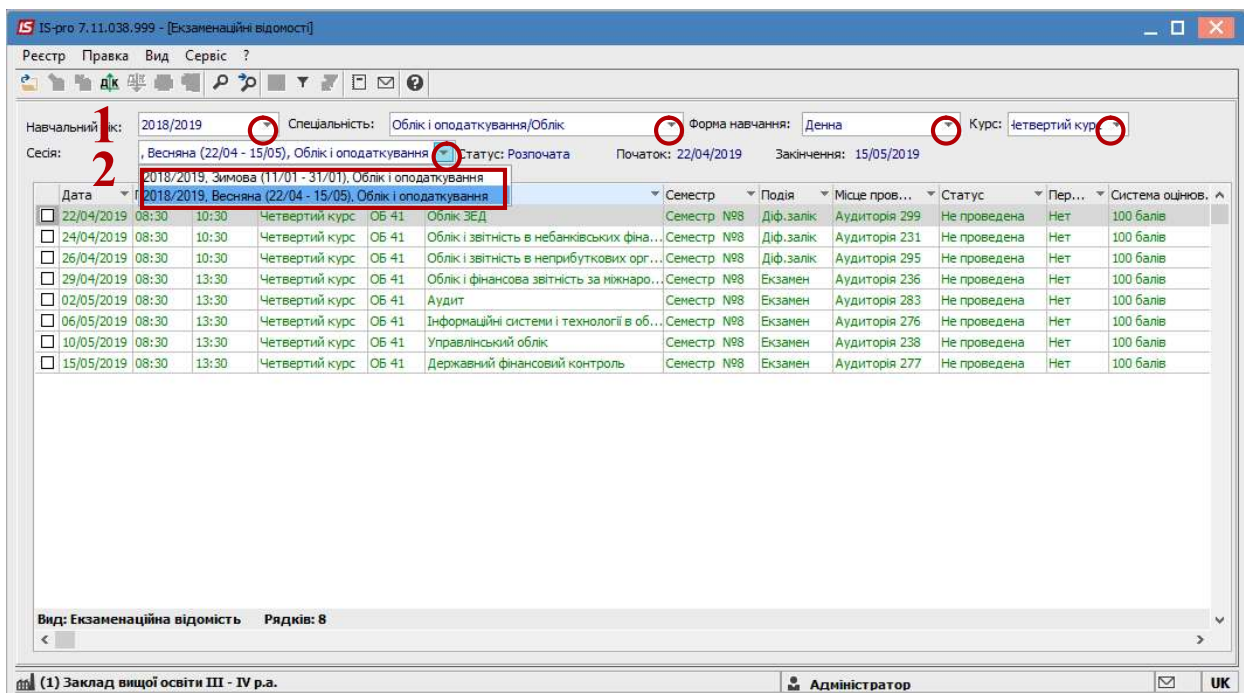 IS-pro 7.11.038.999 - [Екзаменаційні відомості]
Реєстр Правка Вид Сервіс ?
1
Навчальний рік: 2018/2019 Спеціальність: Облік і оподаткування/Облік Форма навчання: Денна Курс: Четвертий курс
2
Сесія: , Весняна (22/04 - 15/05), Облік і оподаткування Статус: Розпочата Початок: 22/04/2019 Закінчення: 15/05/2019
2018/2019, Зимова (11/01 - 31/01), Облік і оподаткування
2018/2019, Весняна (22/04 - 15/05), Облік і оподаткування
Дата Семестр Подія Місце пров... Статус Пер... Система оцінюв.
22/04/2019 08:30 10:30 Четвертий курс ОБ 41 Облік ЗЕД Семестр №8 Діф.залік Аудиторія 299 Не проведена Нет 100 балів
24/04/2019 08:30 10:30 Четвертий курс ОБ 41 Облік і звітність в небанківських фіна... Семестр №8 Діф.залік Аудиторія 231 Не проведена Нет 100 балів
26/04/2019 08:30 10:30 Четвертий курс ОБ 41 Облік і звітність в неприбуткових орг... Семестр №8 Діф.залік Аудиторія 295 Не проведена Нет 100 балів
29/04/2019 08:30 13:30 Четвертий курс ОБ 41 Облік і фінансова звітність за міжнаро... Семестр №8 Екзамен Аудиторія 236 Не проведена Нет 100 балів
02/05/2019 08:30 13:30 Четвертий курс ОБ 41 Аудит Семестр №8 Екзамен Аудиторія 283 Не проведена Нет 100 балів
06/05/2019 08:30 13:30 Четвертий курс ОБ 41 Інформаційні системи і технології в об... Семестр №8 Екзамен Аудиторія 276 Не проведена Нет 100 балів
10/05/2019 08:30 13:30 Четвертий курс ОБ 41 Управлінський облік Семестр №8 Екзамен Аудиторія 238 Не проведена Нет 100 балів
15/05/2019 08:30 13:30 Четвертий курс ОБ 41 Державний фінансовий контроль Семестр №8 Екзамен Аудиторія 277 Не проведена Нет 100 балів
Вид: Екзаменаційна відомість Рядків: 8
(1) Заклад вищої освіти III - IV р.а. Адміністратор UK